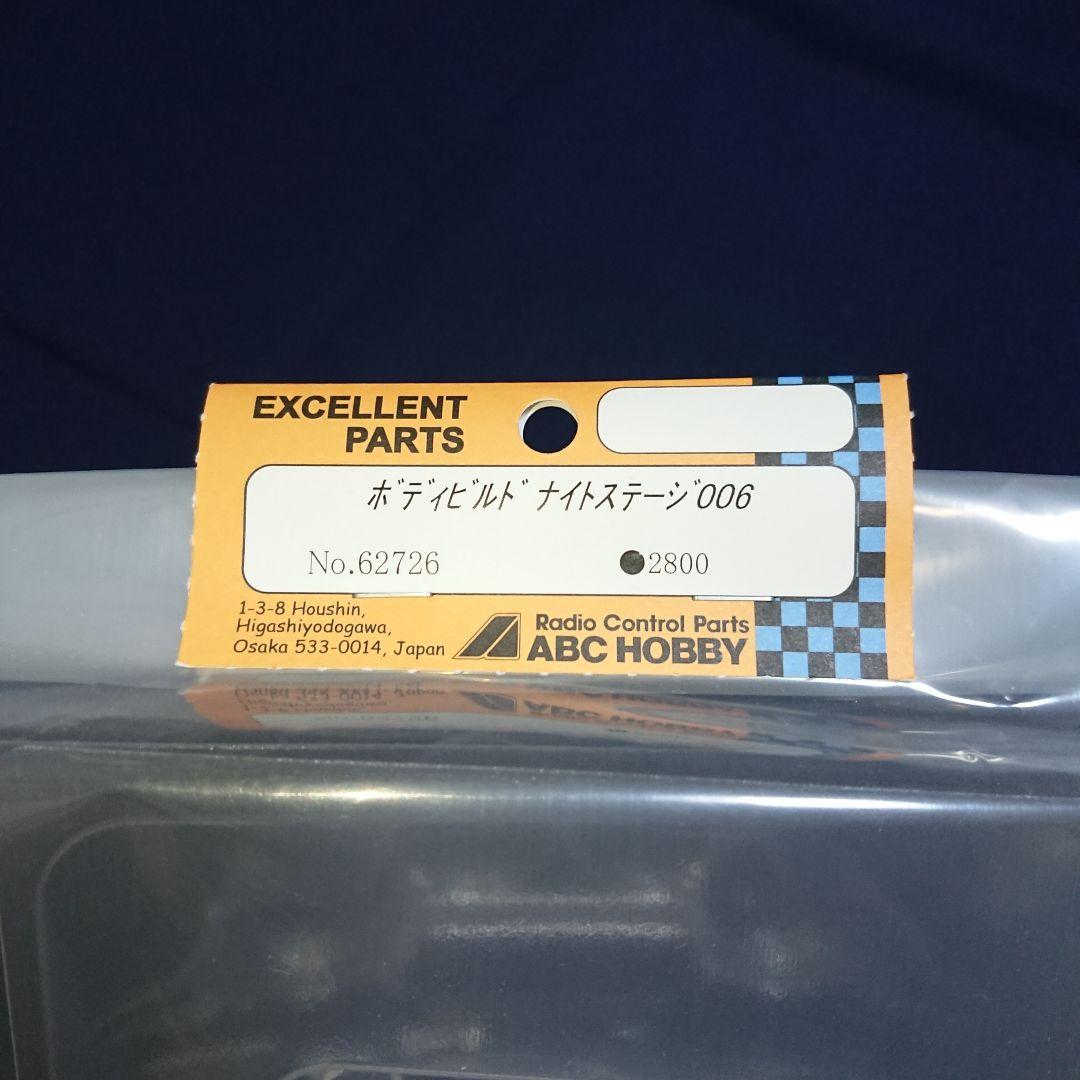 EXCELLENT
PARTS
ﾎﾞﾃﾞｨﾋﾞﾙﾄﾞ ﾅｲﾄｽﾃｰｼﾞ006
No.62726 ●2800
1-3-8 Houshin,
Higashiyodogawa,
Osaka 533-0014, Japan
Radio Control Parts
ABC HOBBY